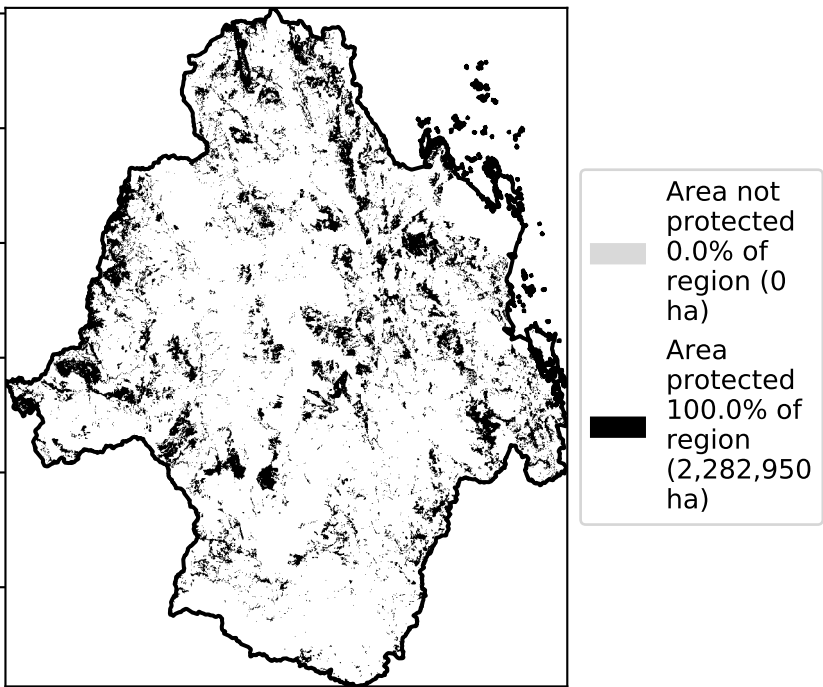 Area not
protected
0.0% of
region (0
ha)
Area
protected
100.0% of
region
(2,282,950
ha)